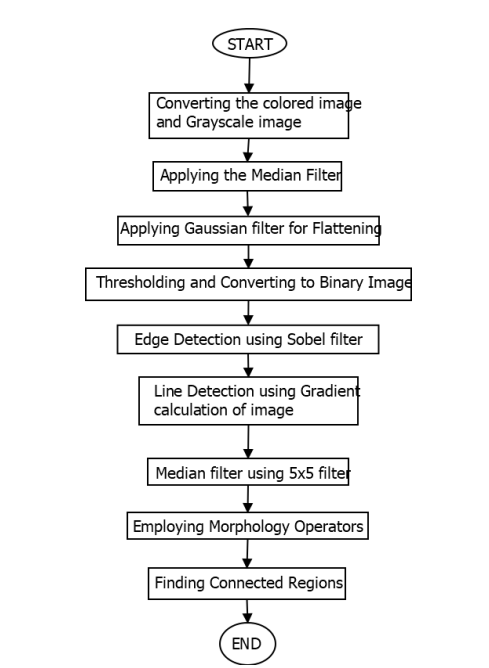 START
Converting the colored image
and Grayscale image
Applying the Median Filter
Applying Gaussian filter for Flattening
Thresholding and Converting to Binary Image
Edge Detection using Sobel filter
Line Detection using Gradient
calculation of image
Median filter using 5x5 filter
Employing Morphology Operators
Finding Connected Regions
END